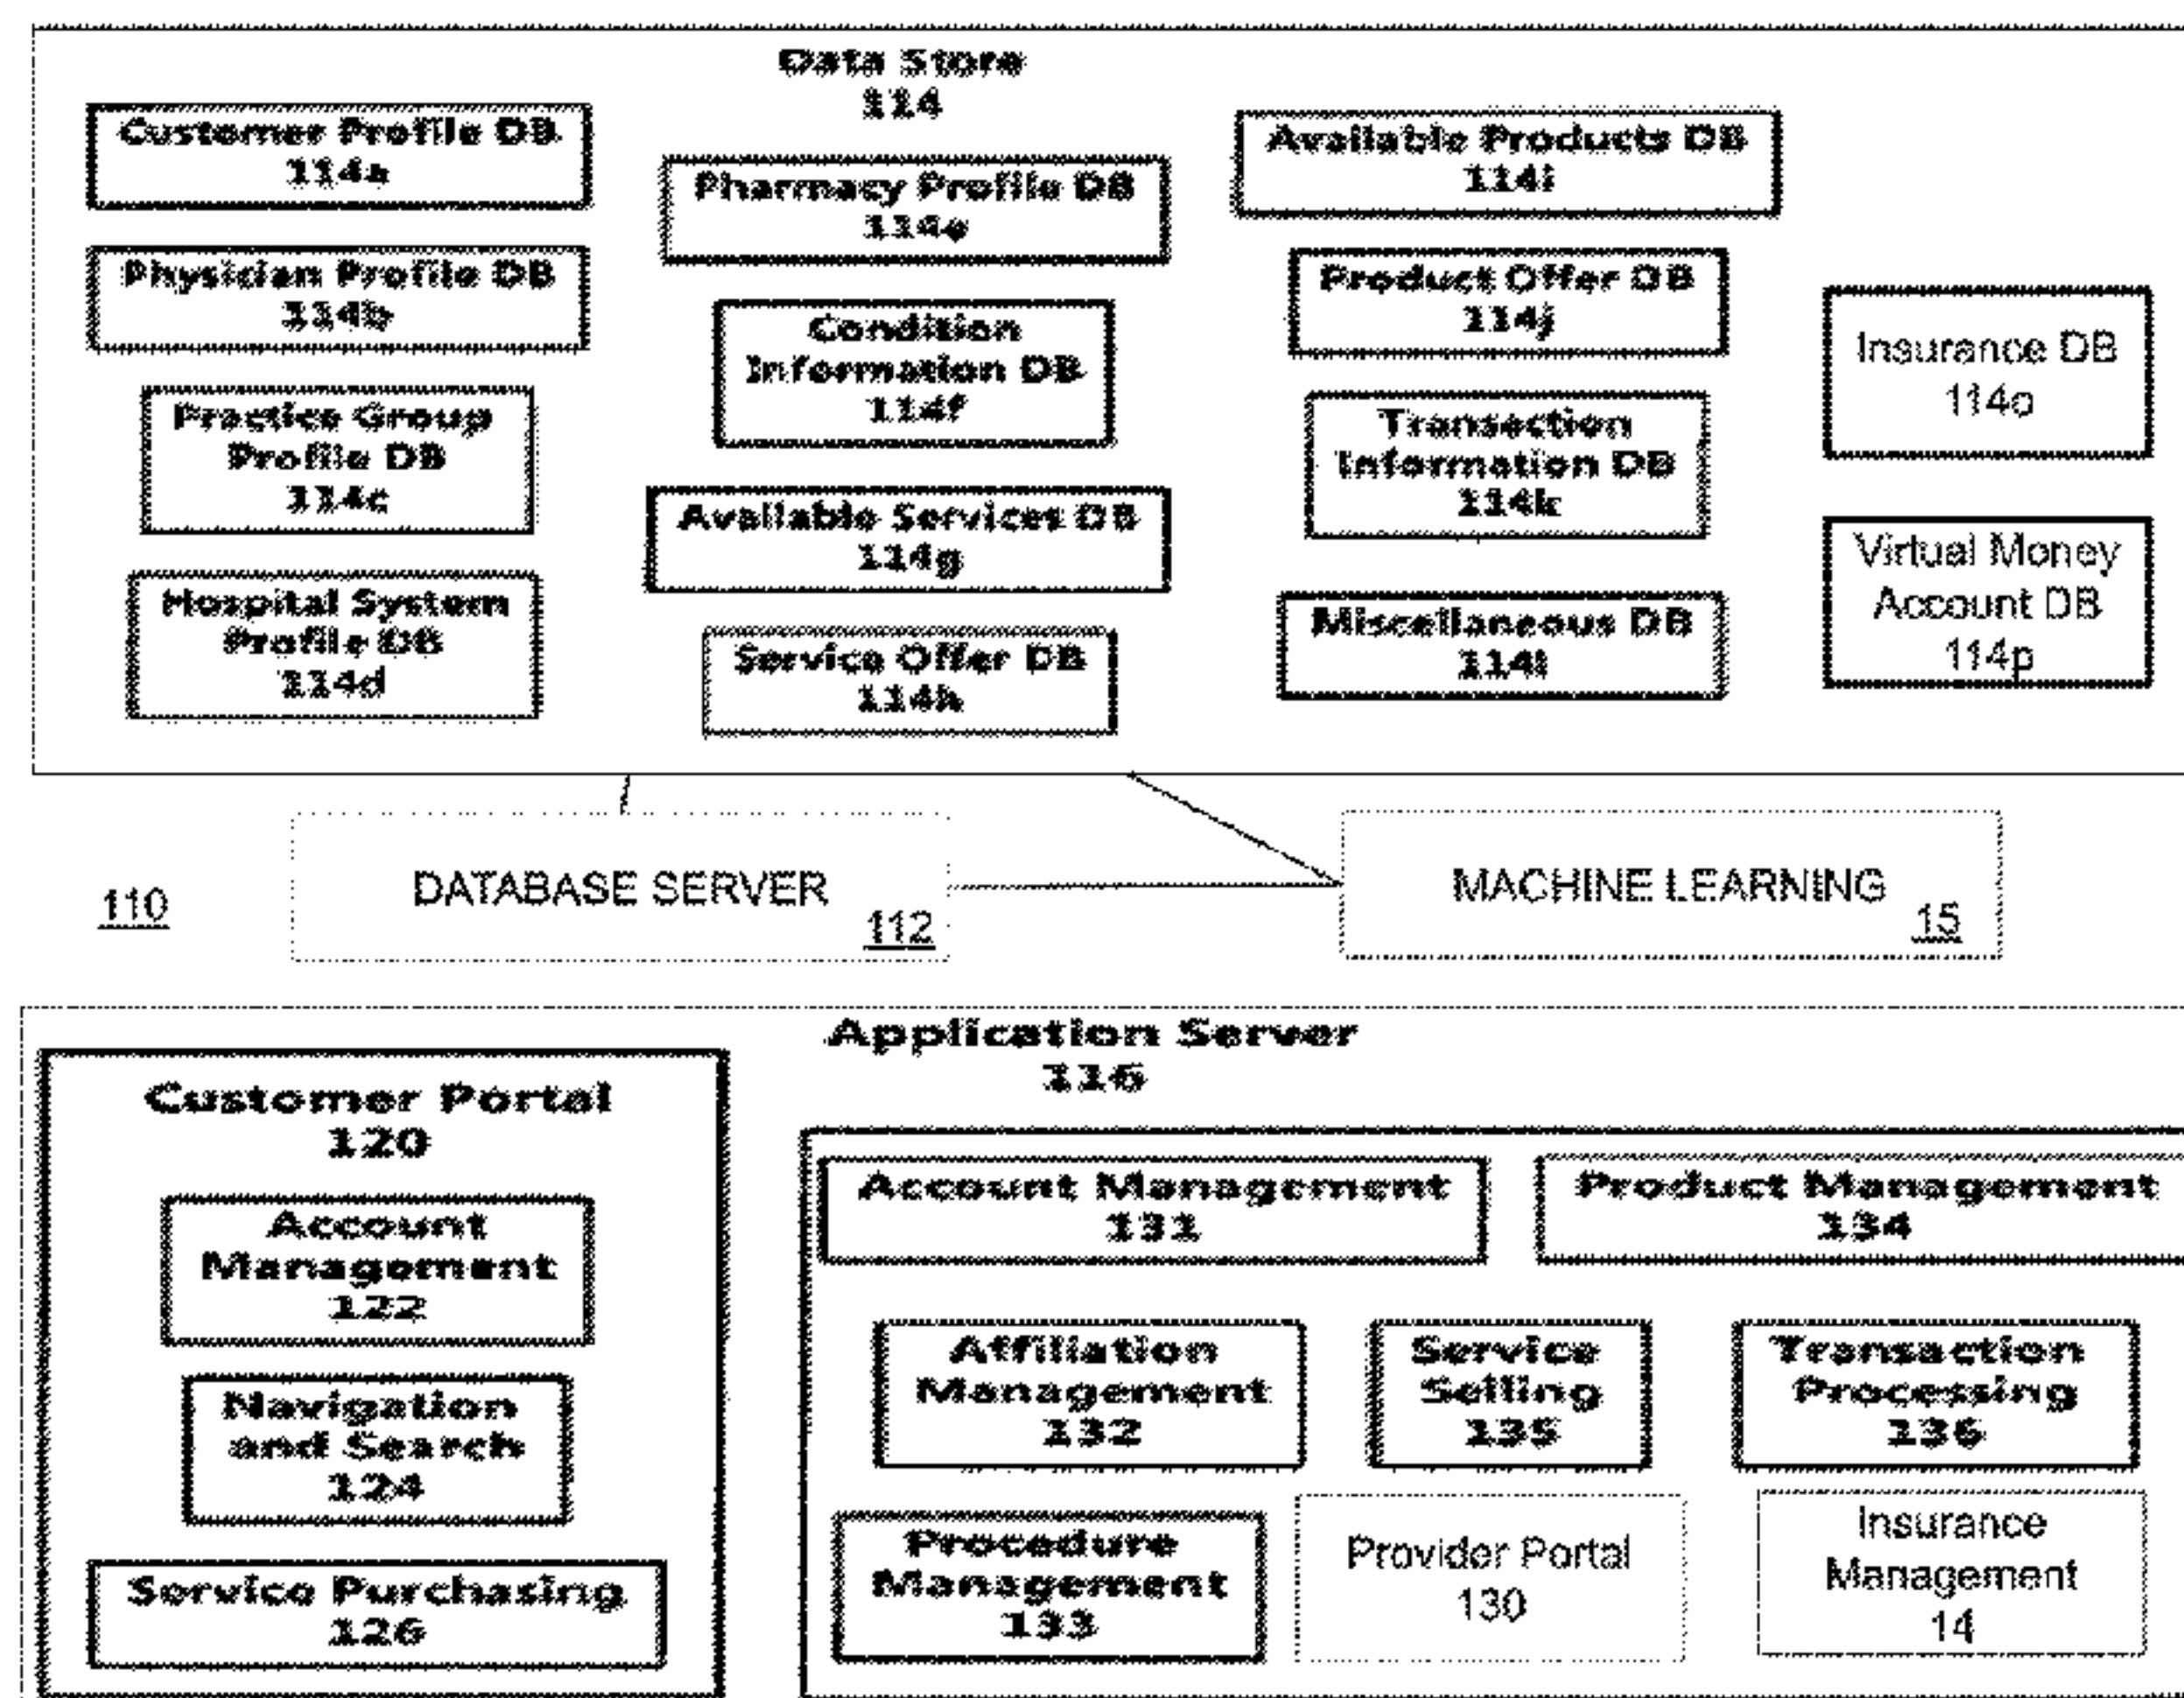 Data Store
114
Customer Profile DB
114a
Physician Profile DB
114b
Practice Group
Profile DB
114c
Hospital System
Profile DB
114d
Pharmacy Profile DB
114e
Condition
Information DB
114f
Available Services DB
114g
Service Offer DB
114h
Available Products DB
114i
Product Offer DB
114j
Transaction
Information DB
114k
Miscellaneous DB
114l
Insurance DB
114o
Virtual Money
Account DB
114p
110
DATABASE SERVER
112
MACHINE LEARNING
15
Application Server
116
Customer Portal
120
Account
Management
122
Navigation
and Search
124
Service Purchasing
126
Account Management
131
Product Management
134
Affiliation
Management
132
Service
Selling
135
Transaction
Processing
136
Procedure
Management
133
Provider Portal
130
Insurance
Management
14